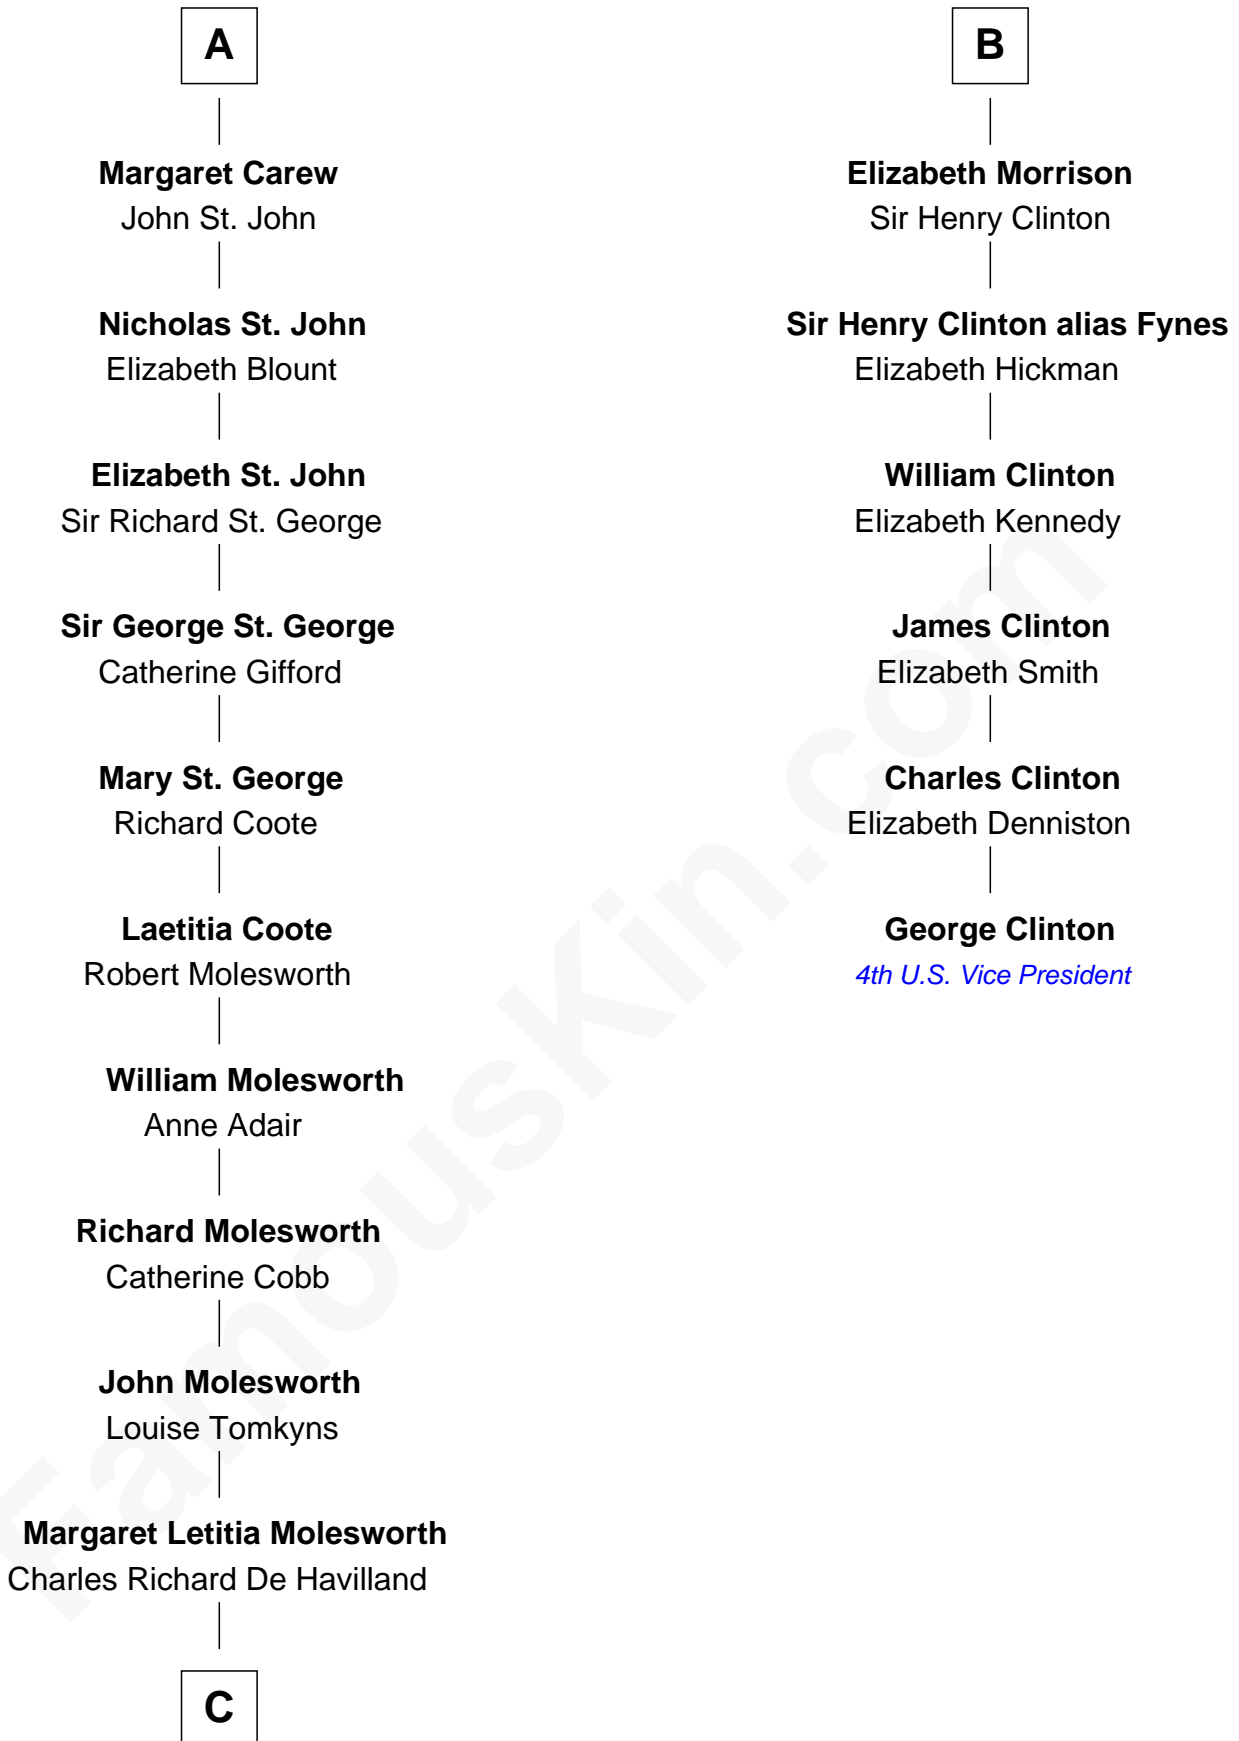 A
Margaret Carew
John St. John
Nicholas St. John
Elizabeth Blount
Elizabeth St. John
Sir Richard St. George
Sir George St. George
Catherine Gifford
Mary St. George
Richard Coote
Laetitia Coote
Robert Molesworth
William Molesworth
Anne Adair
Richard Molesworth
Catherine Cobb
John Molesworth
Louise Tomkyns
Margaret Letitia Molesworth
Charles Richard De Havilland
C
B
Elizabeth Morrison
Sir Henry Clinton
Sir Henry Clinton alias Fynes
Elizabeth Hickman
William Clinton
Elizabeth Kennedy
James Clinton
Elizabeth Smith
Charles Clinton
Elizabeth Denniston
George Clinton
4th U.S. Vice President
FamousKin.com